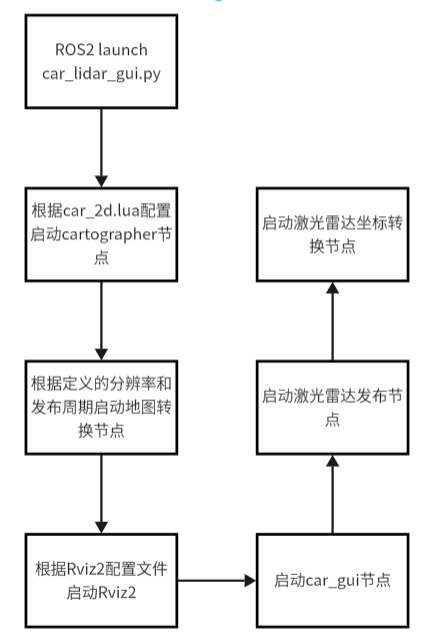 ROS2 launch
car_lidar_gui.py
根据car_2d.lua配置
启动cartographer节
点
根据定义的分辨率和
发布周期启动地图转
换节点
根据Rviz2配置文件
启动Rviz2
启动car_gui节点
启动激光雷达发布节
点
启动激光雷达坐标转
换节点